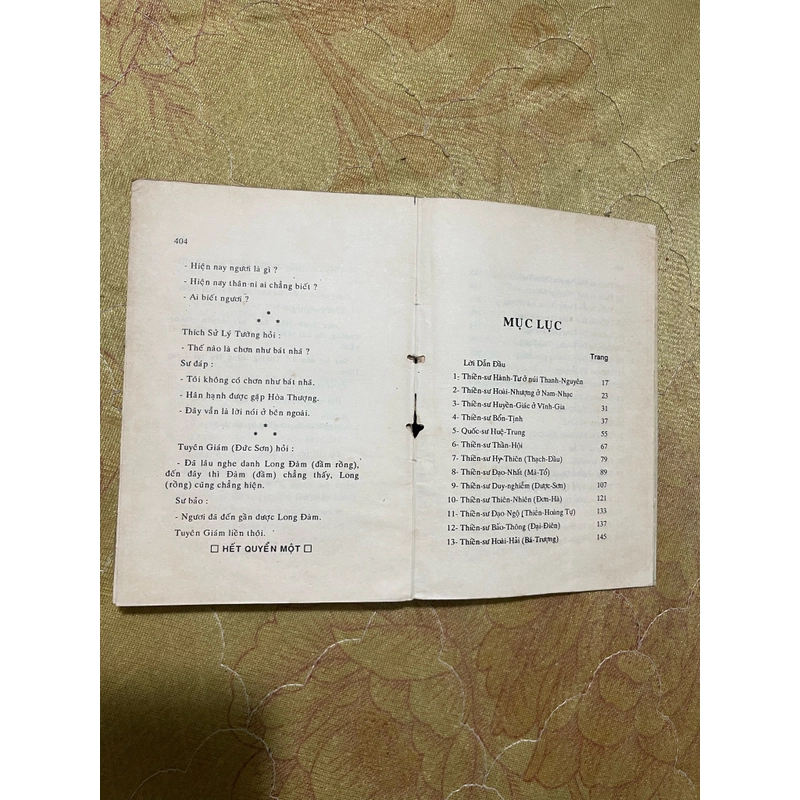 404
- Hiện nay ngươi là gì ?
- Hiện nay thân ni ai chẳng biết ?
- Ai biết ngươi ?
* * *
Thích Sử Lý Tường hỏi :
- Thế nào là chơn như bát nhã ?
Sư đáp :
- Tôi không có chơn như bát nhã.
- Hân hạnh được gặp Hòa Thượng.
- Đây vẫn là lời nói ở bên ngoài.
* * *
Tuyên Giám (Đức Sơn) hỏi :
- Đã lâu nghe danh Long Đàm (đầm rồng),
đến đây thì Đàm (đầm) chẳng thấy, Long
(rồng) cũng chẳng hiện.
Sư bảo :
- Ngươi đã đến gần được Long Đàm.
Tuyên Giám liền thôi.
□ HẾT QUYỂN MỘT □
MỤC LỤC
Trang
Lời Dẫn Đầu
1- Thiền-sư Hành-Tư ở núi Thanh-Nguyên 17
2- Thiền-sư Hoài-Nhượng ở Nam-Nhạc 23
3- Thiền-sư Huyền-Giác ở Vĩnh-Gia 31
4- Thiền-sư Bổn-Tịnh 37
5- Quốc-sư Huệ-Trung 55
6- Thiền-sư Thần-Hội 67
7- Thiền-sư Hy-Thiên (Thạch-Đầu) 79
8- Thiền-sư Đạo-Nhất (Mã-Tổ) 89
9- Thiền-sư Duy-nghiễm (Dược-Sơn) 107
10- Thiền-sư Thiên-Nhiên (Đơn-Hà) 121
11- Thiền-sư Đạo-Ngộ (Thiên-Hoàng Tự) 133
12- Thiền-sư Bảo-Thông (Đại-Điên) 137
13- Thiền-sư Hoài-Hải (Bá-Trượng) 145